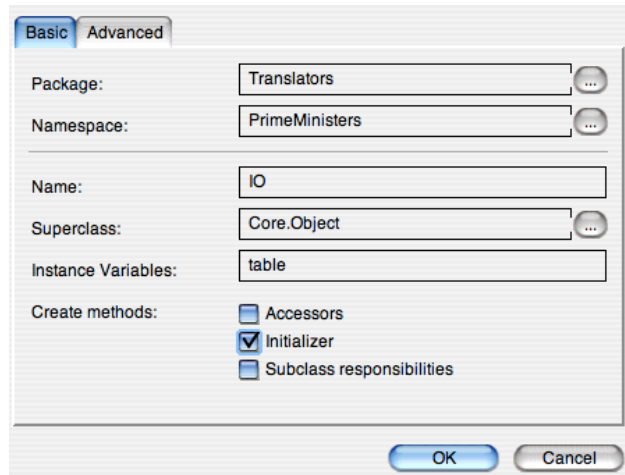 Basic Advanced
Package: Translators ...
Namespace: PrimeMinisters ...
Name: IO
Superclass: Core.Object ...
Instance Variables: table
Create methods: Accessors
Initializer
Subclass responsibilities
OK Cancel